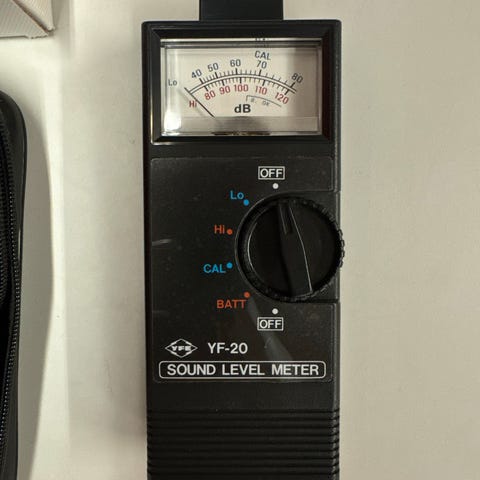 CAL
40 50 60 70 80
Lo
Hi
80 90 100 110 120
dB
OFF
Lo
Hi
CAL
BATT
OFF
YFE YF-20
SOUND LEVEL METER